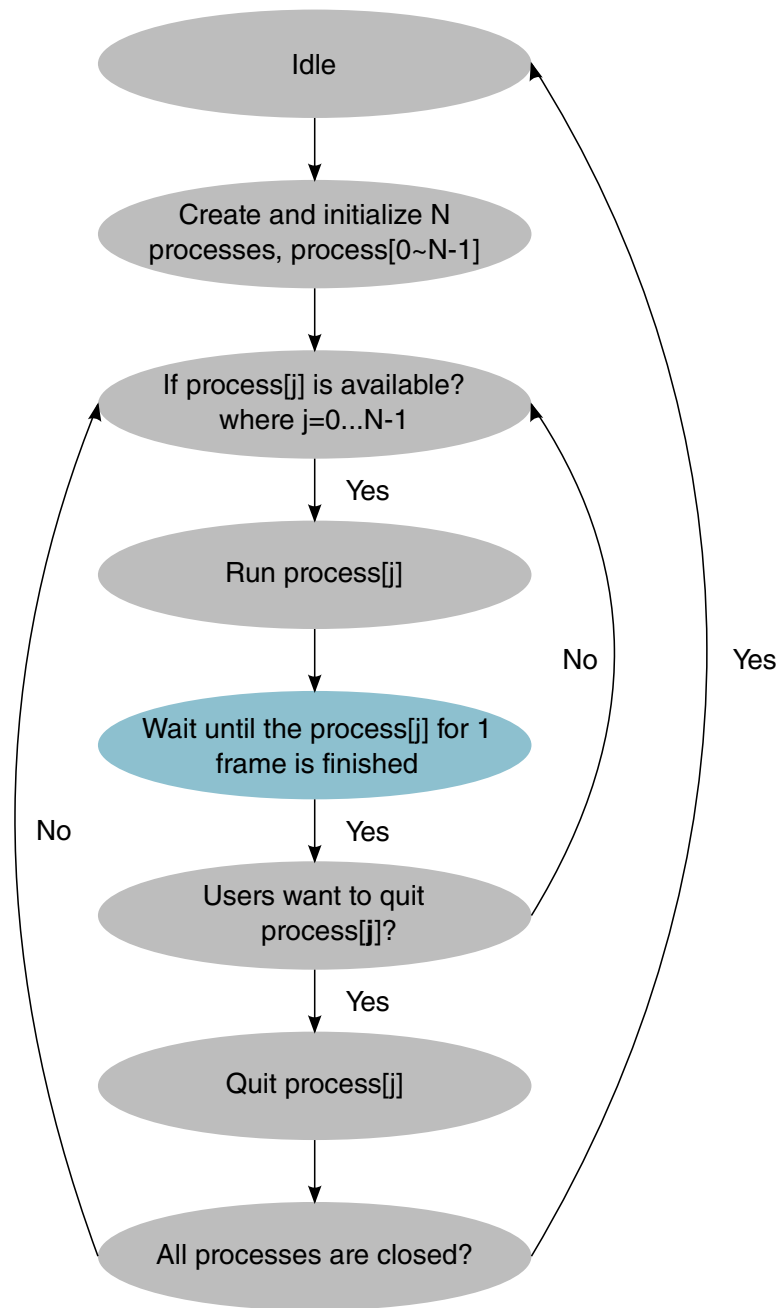 Idle
Create and initialize N
processes, process[0~N-1]
If process[j] is available?
where j=0...N-1
Yes
Run process[j]
No
Yes
Wait until the process[j] for 1
frame is finished
No
Yes
Users want to quit
process[j]?
Yes
Quit process[j]
All processes are closed?